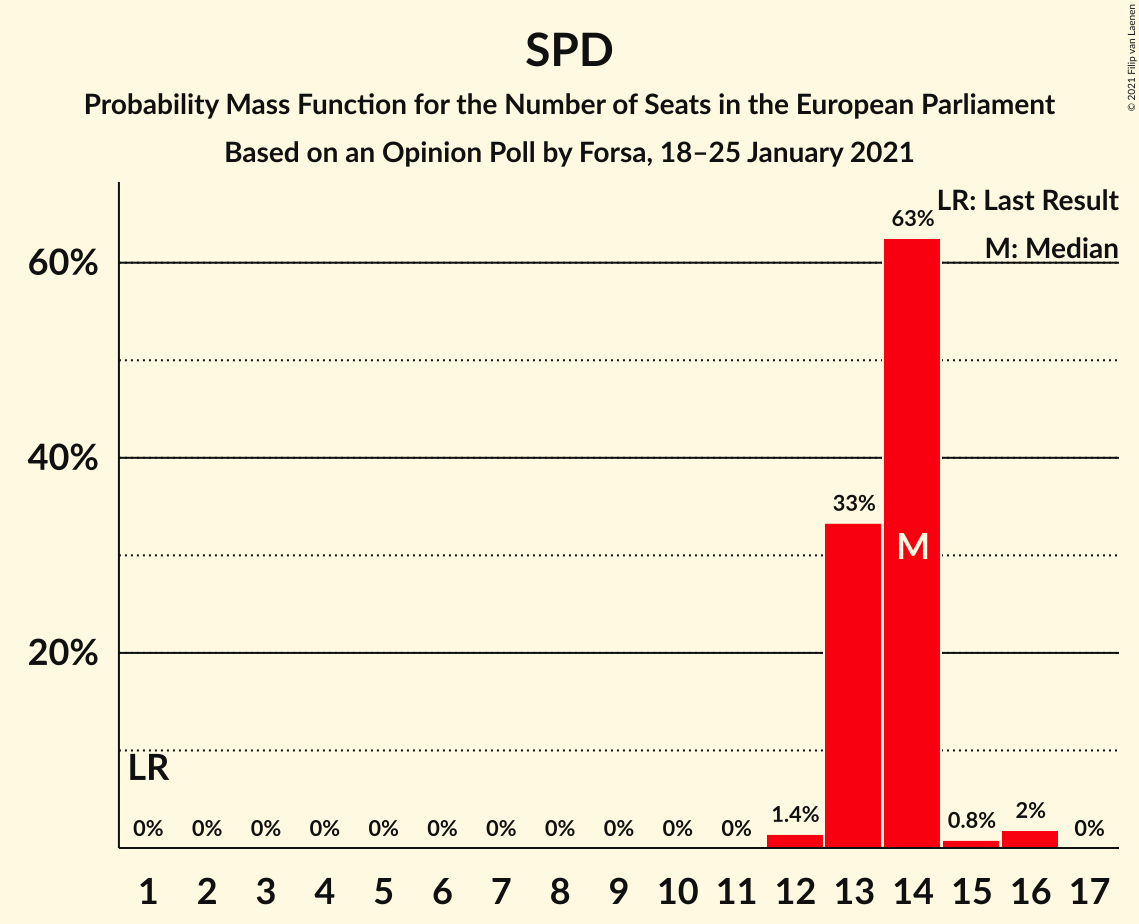 SPD
Probability Mass Function for the Number of Seats in the European Parliament
Based on an Opinion Poll by Forsa, 18–25 January 2021
© 2021 Filip van Laenen
LR: Last Result
M: Median
60%
40%
20%
63%
33%
M
LR
0% 0% 0% 0% 0% 0% 0% 0% 0% 0% 0% 1.4% 0.8% 2% 0%
1 2 3 4 5 6 7 8 9 10 11 12 13 14 15 16 17